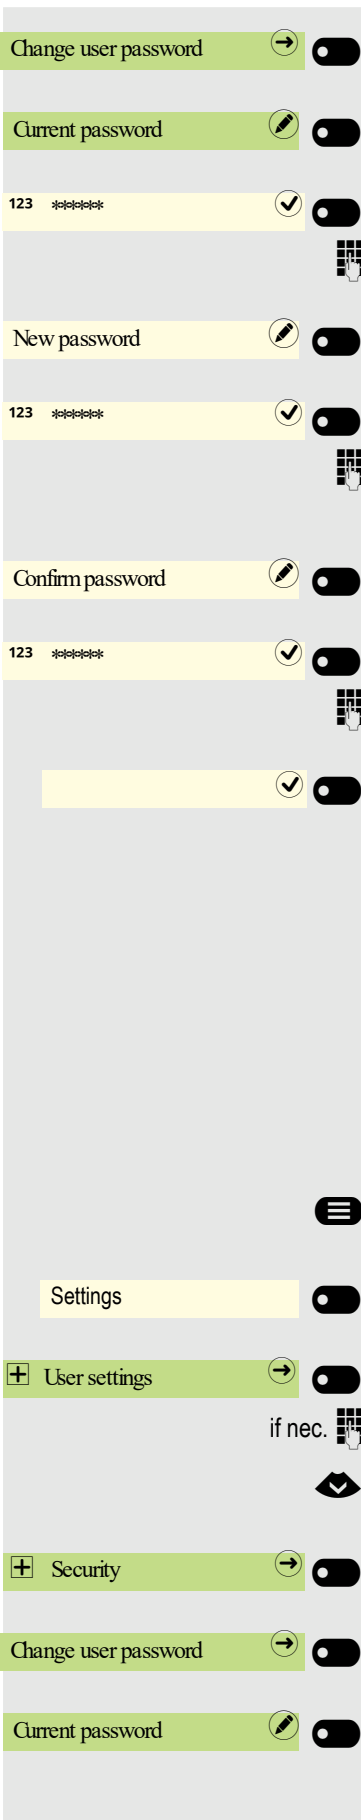 Change user password
Current password
123 ******
New password
123 ******
Confirm password
123 ******
Settings
User settings
if nec.
Security
Change user password
Current password